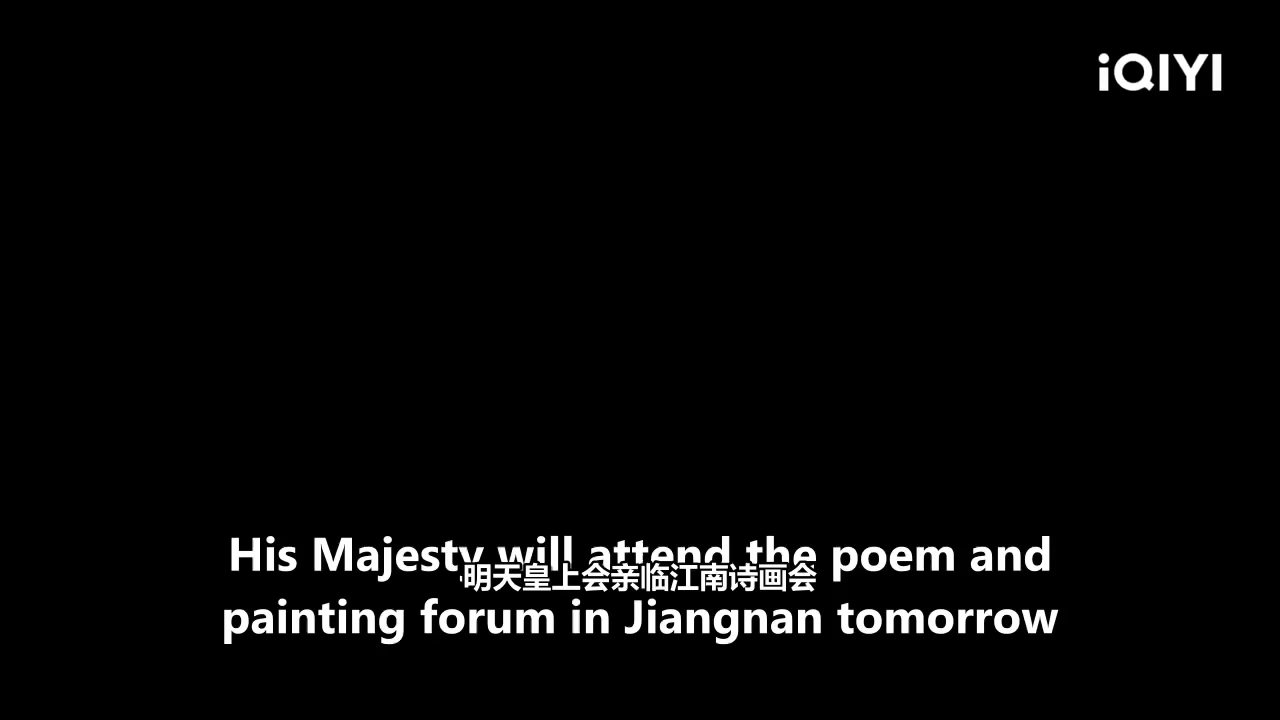 iQIYI
His Majesty will attend the poem and
明天皇上会亲临江南诗画会
painting forum in Jiangnan tomorrow